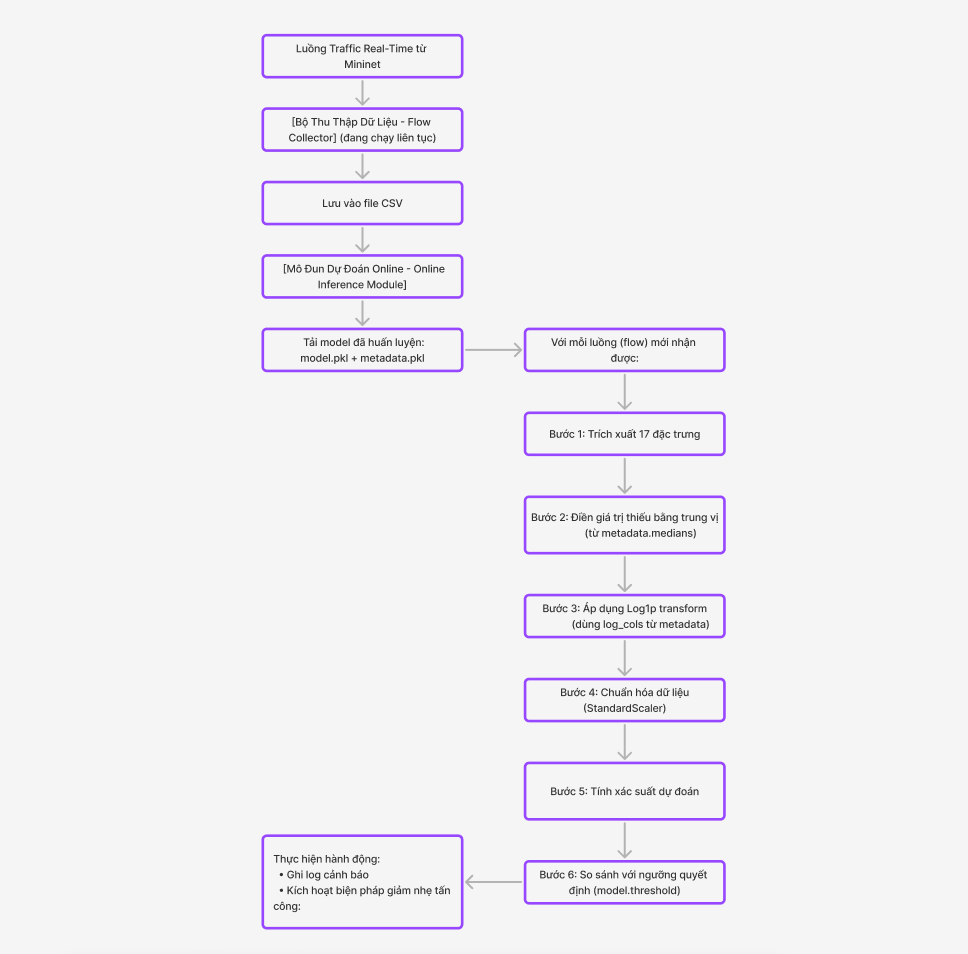 Luồng Traffic Real-Time từ
Mininet
[Bộ Thu Thập Dữ Liệu - Flow
Collector] (đang chạy liên tục)
Lưu vào file CSV
[Mô Đun Dự Đoán Online - Online
Inference Module]
Tải model đã huấn luyện:
model.pkl + metadata.pkl
Với mỗi luồng (flow) mới nhận
được:
Bước 1: Trích xuất 17 đặc trưng
Bước 2: Điền giá trị thiếu bằng trung vị
(từ metadata.medians)
Bước 3: Áp dụng Log1p transform
(dùng log_cols từ metadata)
Bước 4: Chuẩn hóa dữ liệu
(StandardScaler)
Bước 5: Tính xác suất dự đoán
Bước 6: So sánh với ngưỡng quyết
định (model.threshold)
Thực hiện hành động:
• Ghi log cảnh báo
• Kích hoạt biện pháp giảm nhẹ tấn
công: